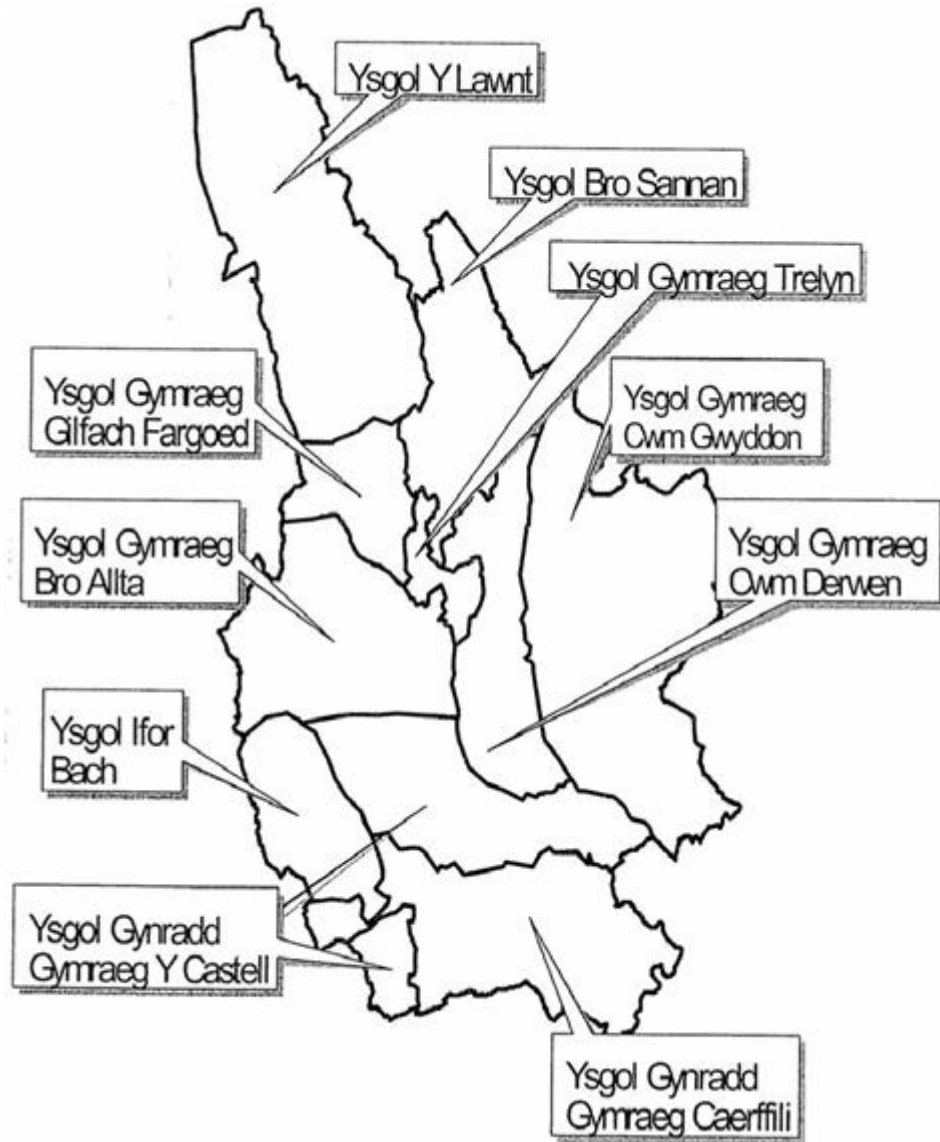 Ysgol Y Lawnt
Ysgol Bro Sannan
Ysgol Gymraeg Trelyn
Ysgol Gymraeg
Gilfach Fargoed
Ysgol Gymraeg
Cwm Gwyddon
Ysgol Gymraeg
Bro Allta
Ysgol Gymraeg
Cwm Derwen
Ysgol Ifor
Bach
Ysgol Gynradd
Gymraeg Y Castell
Ysgol Gynradd
Gymraeg Caerffili